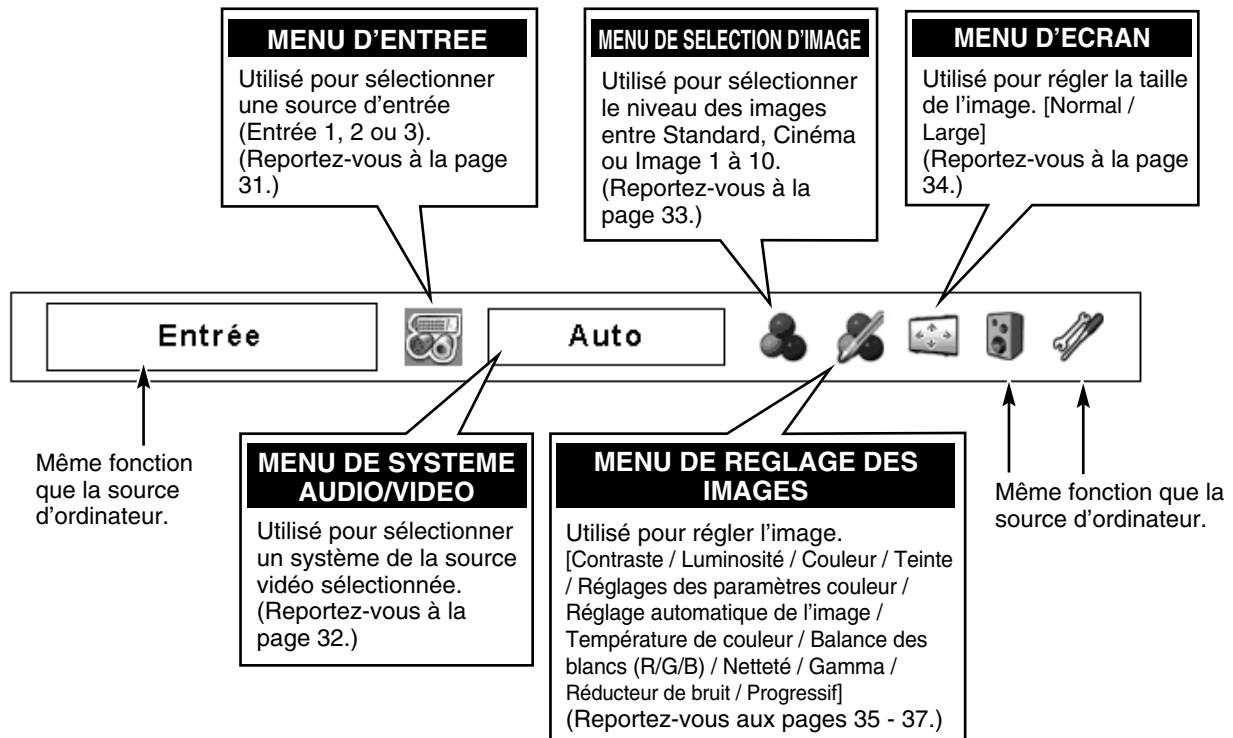 MENU D'ENTREE
Utilisé pour sélectionner
une source d'entrée
(Entrée 1, 2 ou 3).
(Reportez-vous à la page
31.)
MENU DE SELECTION D'IMAGE
Utilisé pour sélectionner
le niveau des images
entre Standard, Cinéma
ou Image 1 à 10.
(Reportez-vous à la
page 33.)
MENU D'ECRAN
Utilisé pour régler la taille
de l'image. [Normal /
Large]
(Reportez-vous à la page
34.)
Entrée
Auto
Même fonction
que la source
d'ordinateur.
MENU DE SYSTEME
AUDIO/VIDEO
Utilisé pour sélectionner
un système de la source
vidéo sélectionnée.
(Reportez-vous à la
page 32.)
MENU DE REGLAGE DES
IMAGES
Utilisé pour régler l'image.
[Contraste / Luminosité / Couleur / Teinte
/ Réglages des paramètres couleur /
Réglage automatique de l'image /
Température de couleur / Balance des
blancs (R/G/B) / Netteté / Gamma /
Réducteur de bruit / Progressif]
(Reportez-vous aux pages 35 - 37.)
Même fonction que la
source d'ordinateur.